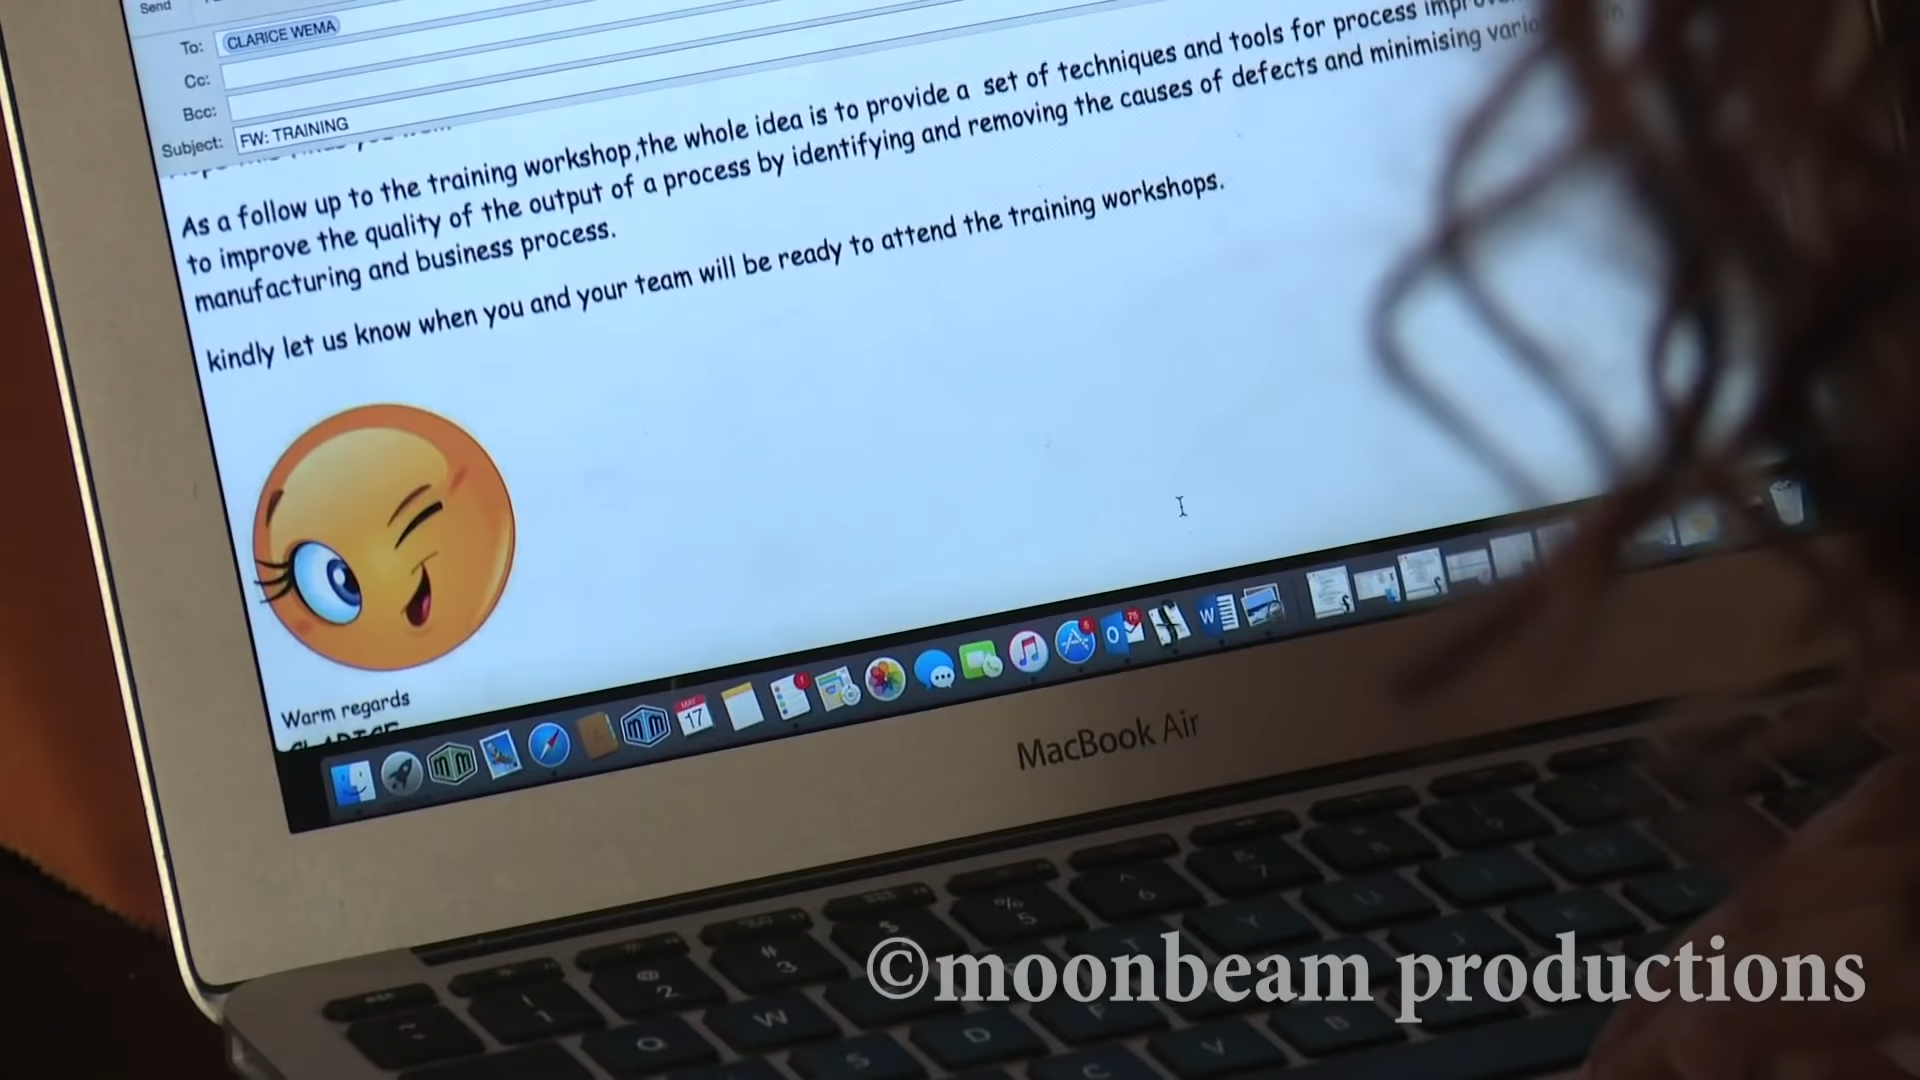 Send
To: CLARICE WEMA
Cc:
Bcc:
Subject: FW: TRAINING
As a follow up to the training workshop,the whole idea is to provide a set of techniques and tools for process
to improve the quality of the output of a process by identifying and removing the causes of defects and minimising
manufacturing and business process.
kindly let us know when you and your team will be ready to attend the training workshops.
Warm regards
MAY
17
MacBook Air
©moonbeam productions